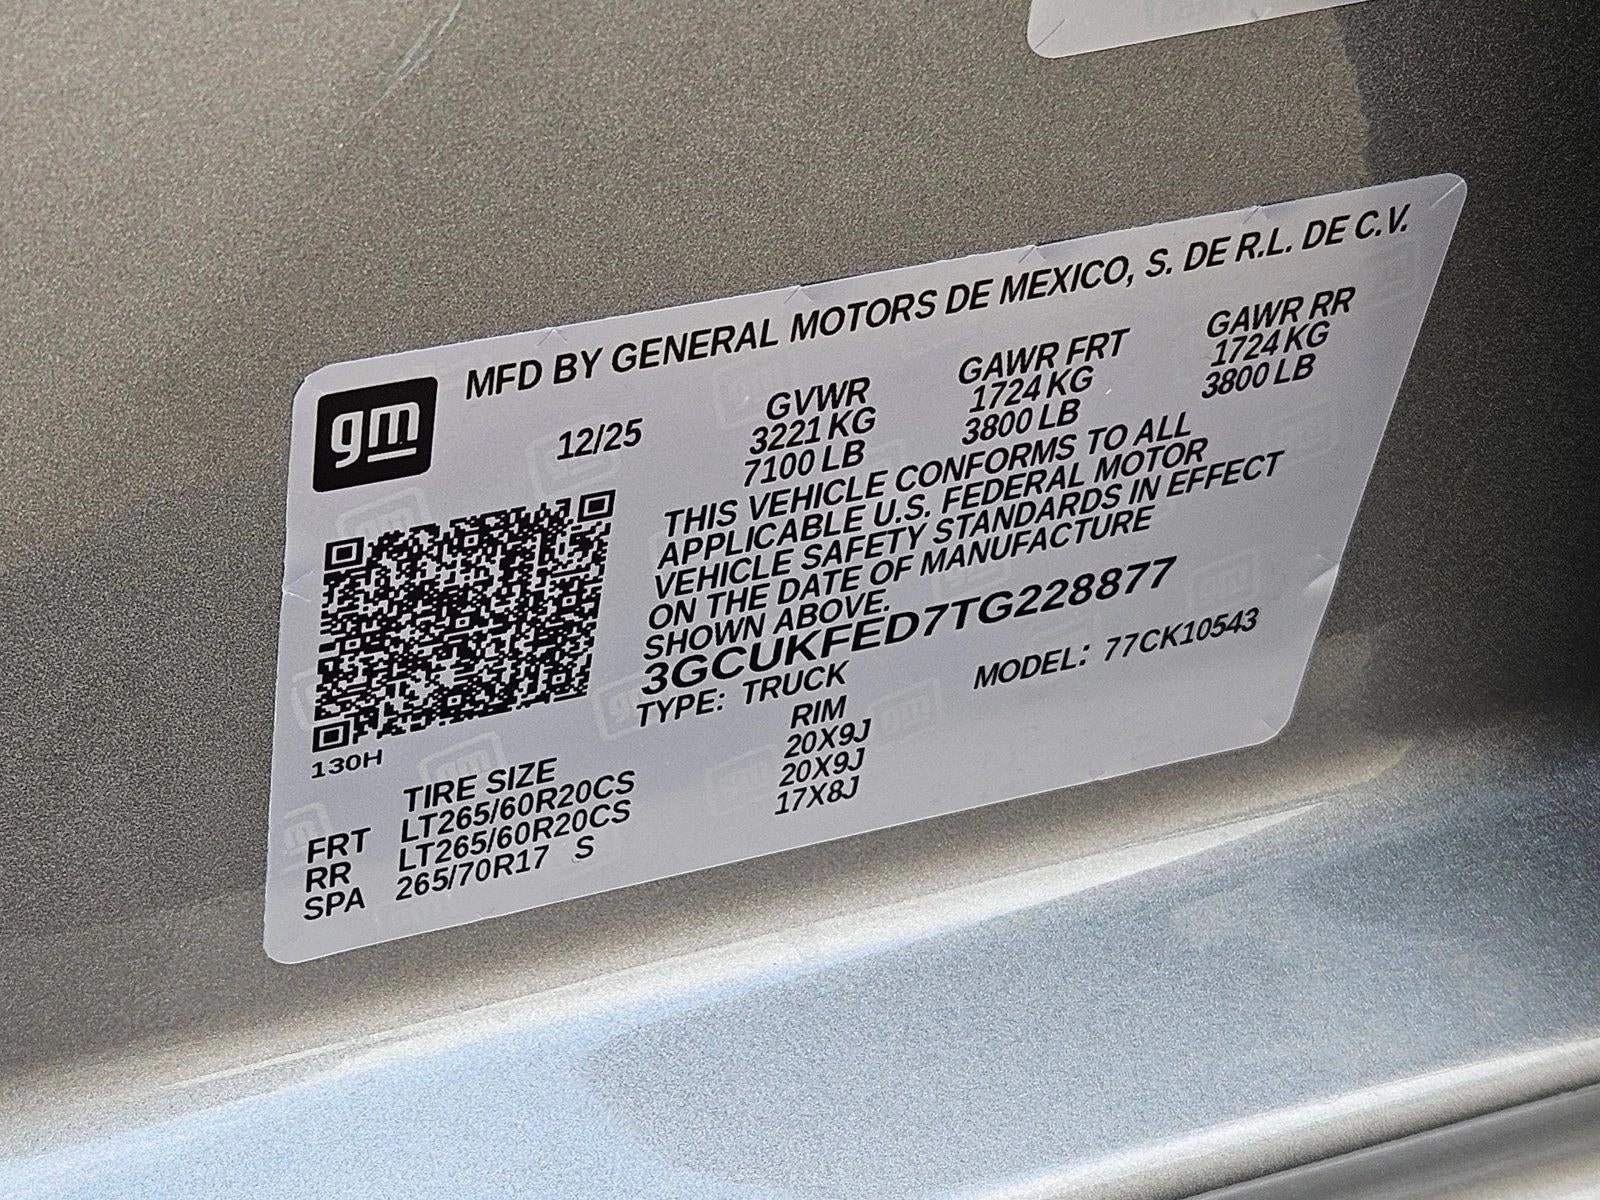 gm
MFD BY GENERAL MOTORS DE MEXICO, S. DE R.L. DE C.V.
12/25
GVWR GAWR FRT GAWR RR
3221 KG 1724 KG 1724 KG
7100 LB 3800 LB 3800 LB
THIS VEHICLE CONFORMS TO ALL
APPLICABLE U.S. FEDERAL MOTOR
VEHICLE SAFETY STANDARDS IN EFFECT
ON THE DATE OF MANUFACTURE
SHOWN ABOVE.
3GCUKFED7TG228877
TYPE: TRUCK MODEL: 77CK10543
130H
TIRE SIZE RIM
FRT LT265/60R20CS 20X9J
RR LT265/60R20CS 20X9J
SPA 265/70R17 S 17X8J